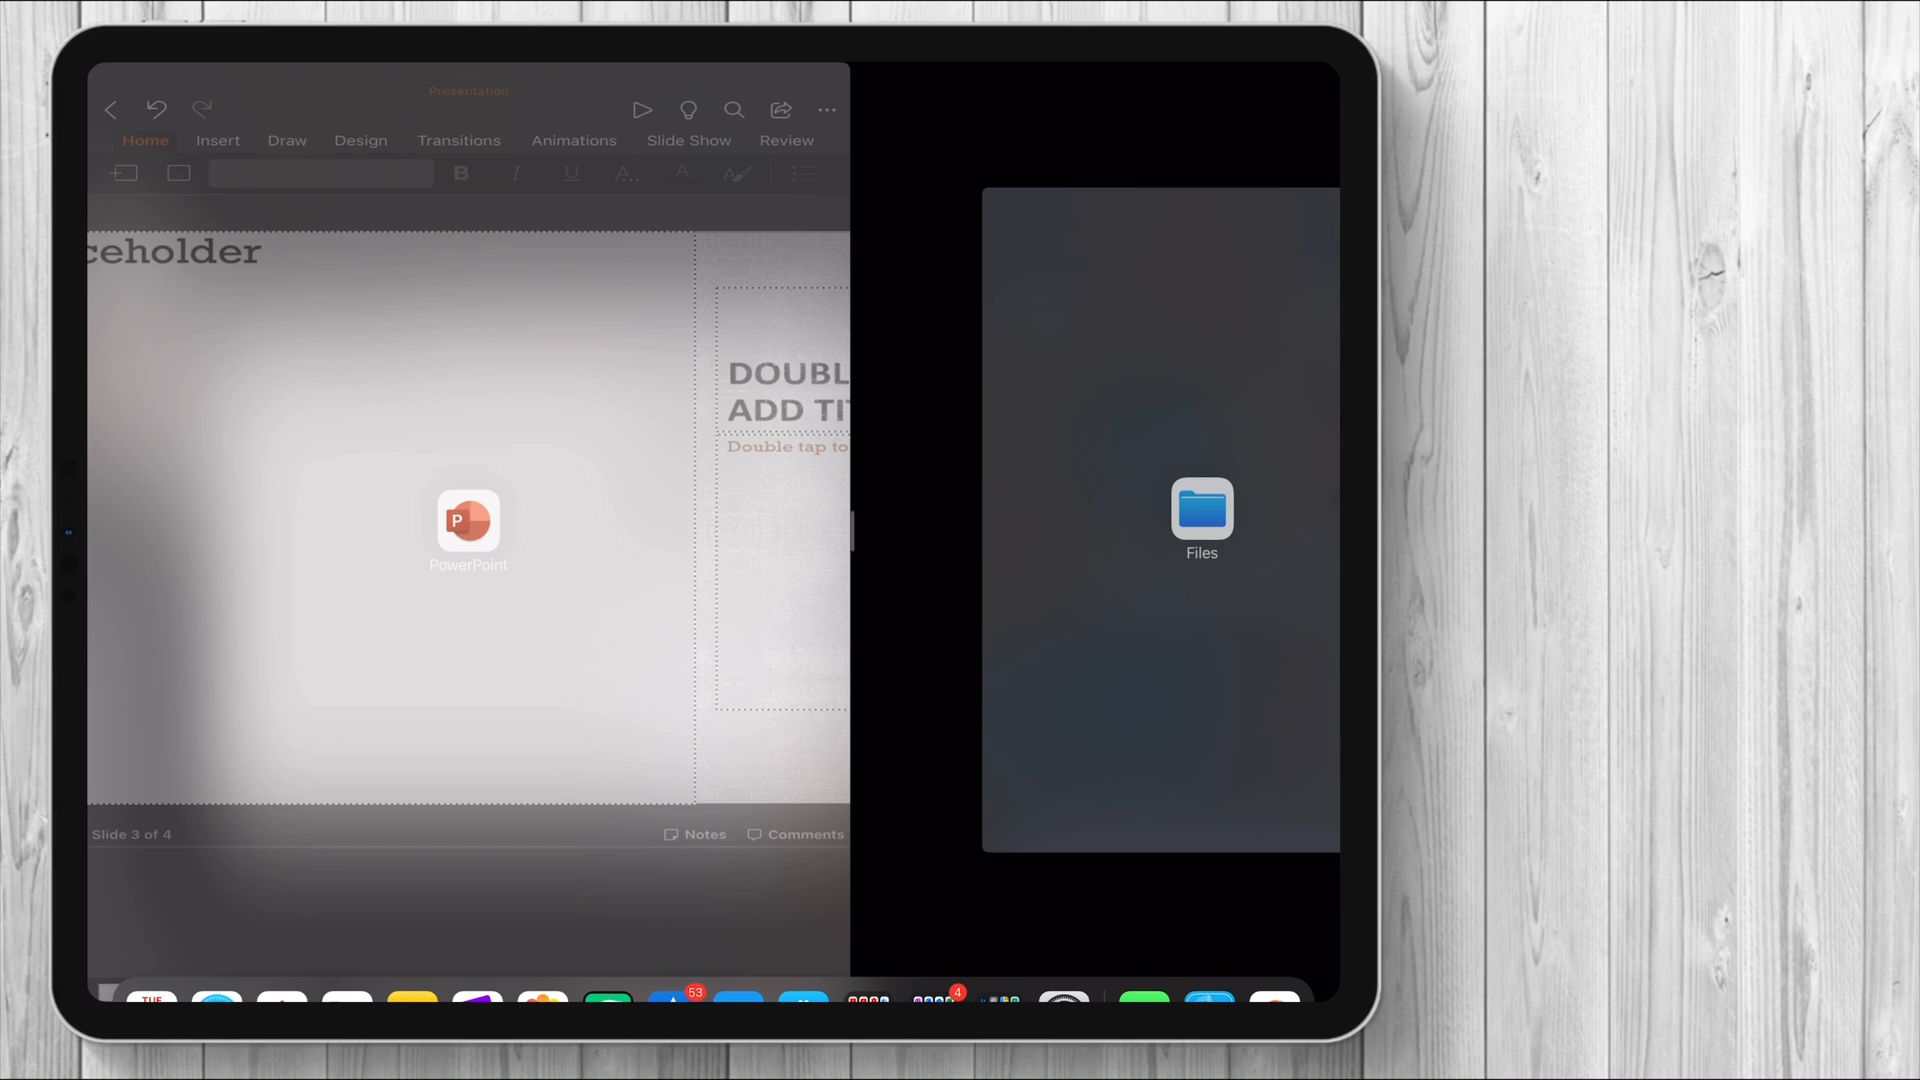 Presentation
Home Insert Draw Design Transitions Animations Slide Show Review
B I U A.. A A
ceholder
DOUBL
ADD TI
Double tap to
P
PowerPoint
Files
Slide 3 of 4 Notes Comments
TUE 53 4